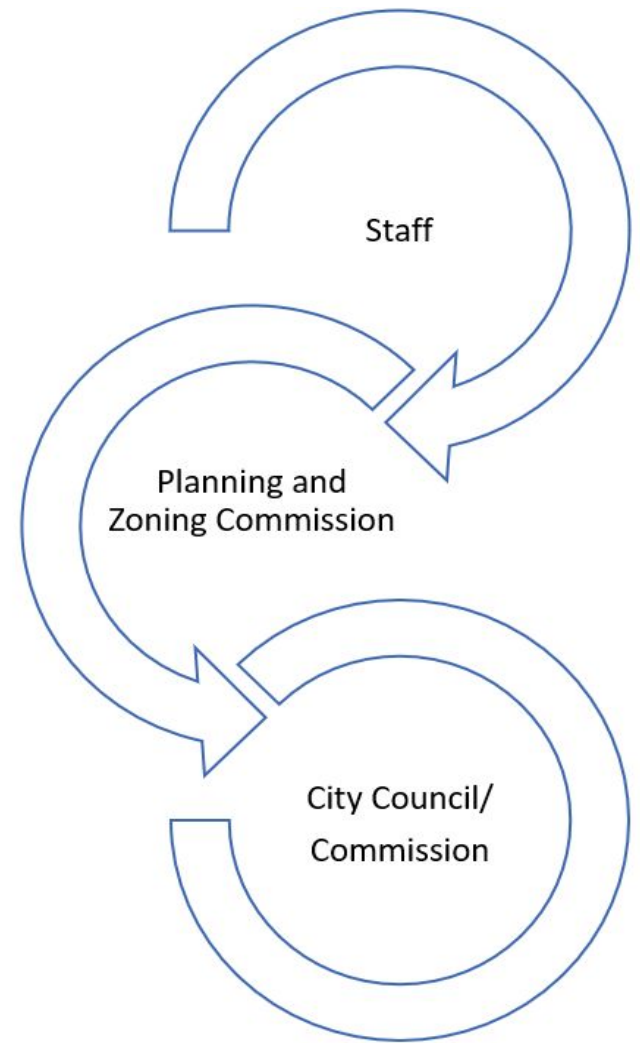 Staff
Planning and
Zoning Commission
City Council/
Commission